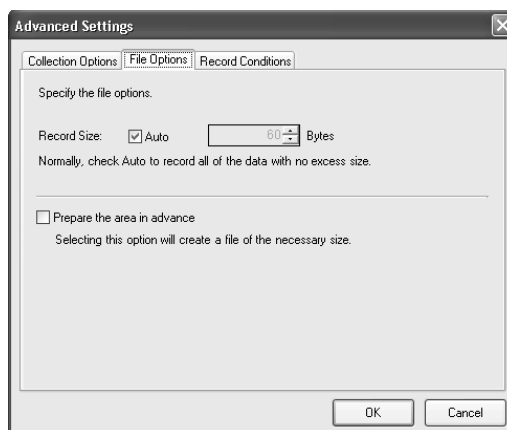 Advanced Settings
Collection Options File Options Record Conditions
Specify the file options.
Record Size: Auto 60 Bytes
Normally, check Auto to record all of the data with no excess size.
Prepare the area in advance
Selecting this option will create a file of the necessary size.
OK Cancel